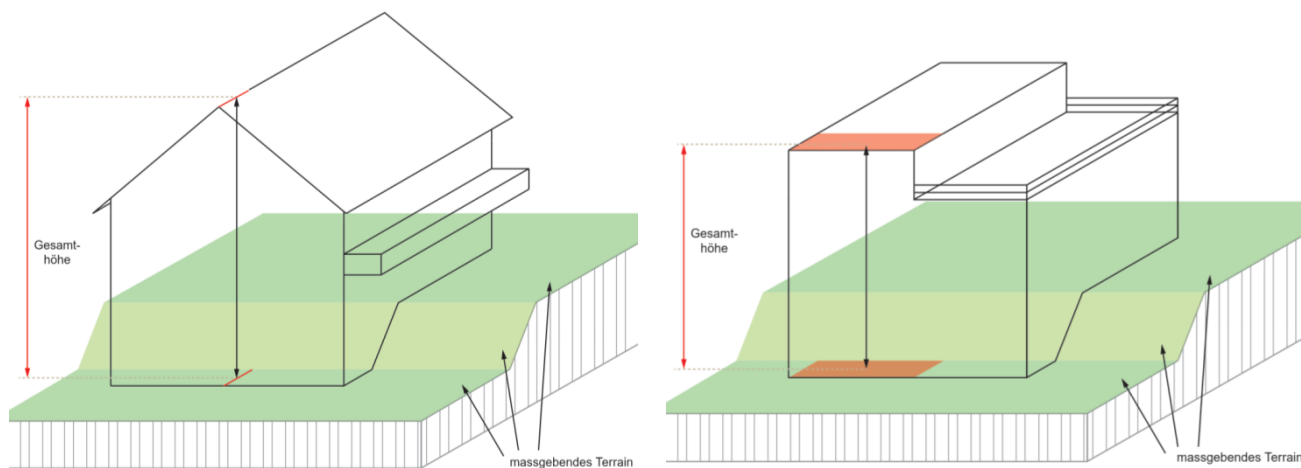 Gesamt-
höhe
massgebendes Terrain
Gesamt-
höhe
massgebendes Terrain